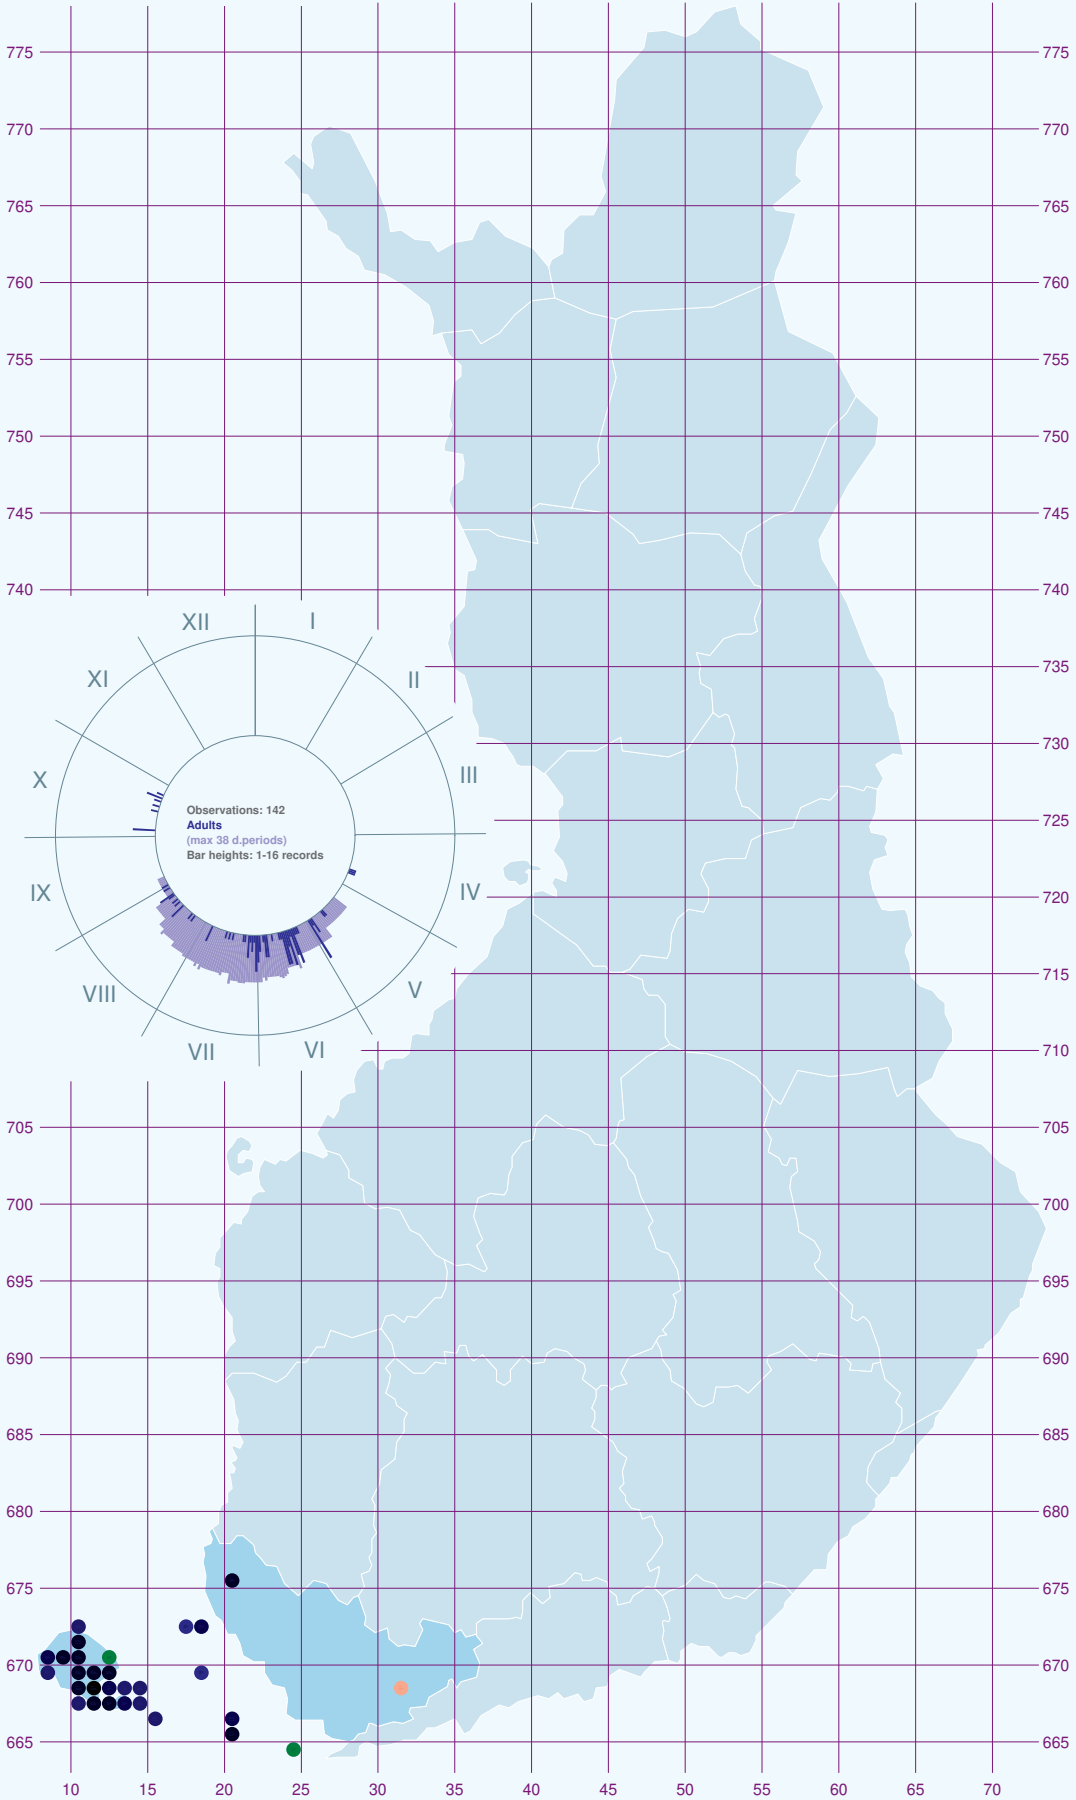 775 775
770 770
765 765
760 760
755 755
750 750
745 745
740 740
735
730
725
720
715
710
705 705
700 700
695 695
690 690
685 685
680 680
675 675
670 670
665 665
10 15 20 25 30 35 40 45 50 55 60 65 70
XII I
XI II
X III
IX IV
VIII V
VII VI
Observations: 142
Adults
(max 38 d.periods)
Bar heights: 1-16 records